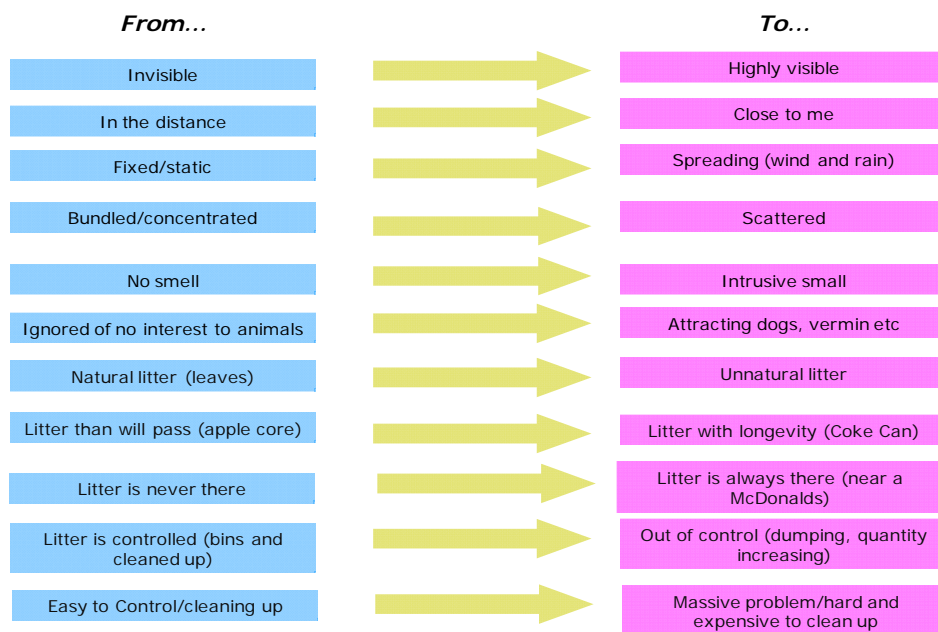 From...
To...
Invisible
Highly visible
In the distance
Close to me
Fixed/static
Spreading (wind and rain)
Bundled/concentrated
Scattered
No smell
Intrusive small
Ignored of no interest to animals
Attracting dogs, vermin etc
Natural litter (leaves)
Unnatural litter
Litter than will pass (apple core)
Litter with longevity (Coke Can)
Litter is never there
Litter is always there (near a
McDonalds)
Litter is controlled (bins and
cleaned up)
Out of control (dumping, quantity
increasing)
Easy to Control/cleaning up
Massive problem/hard and
expensive to clean up